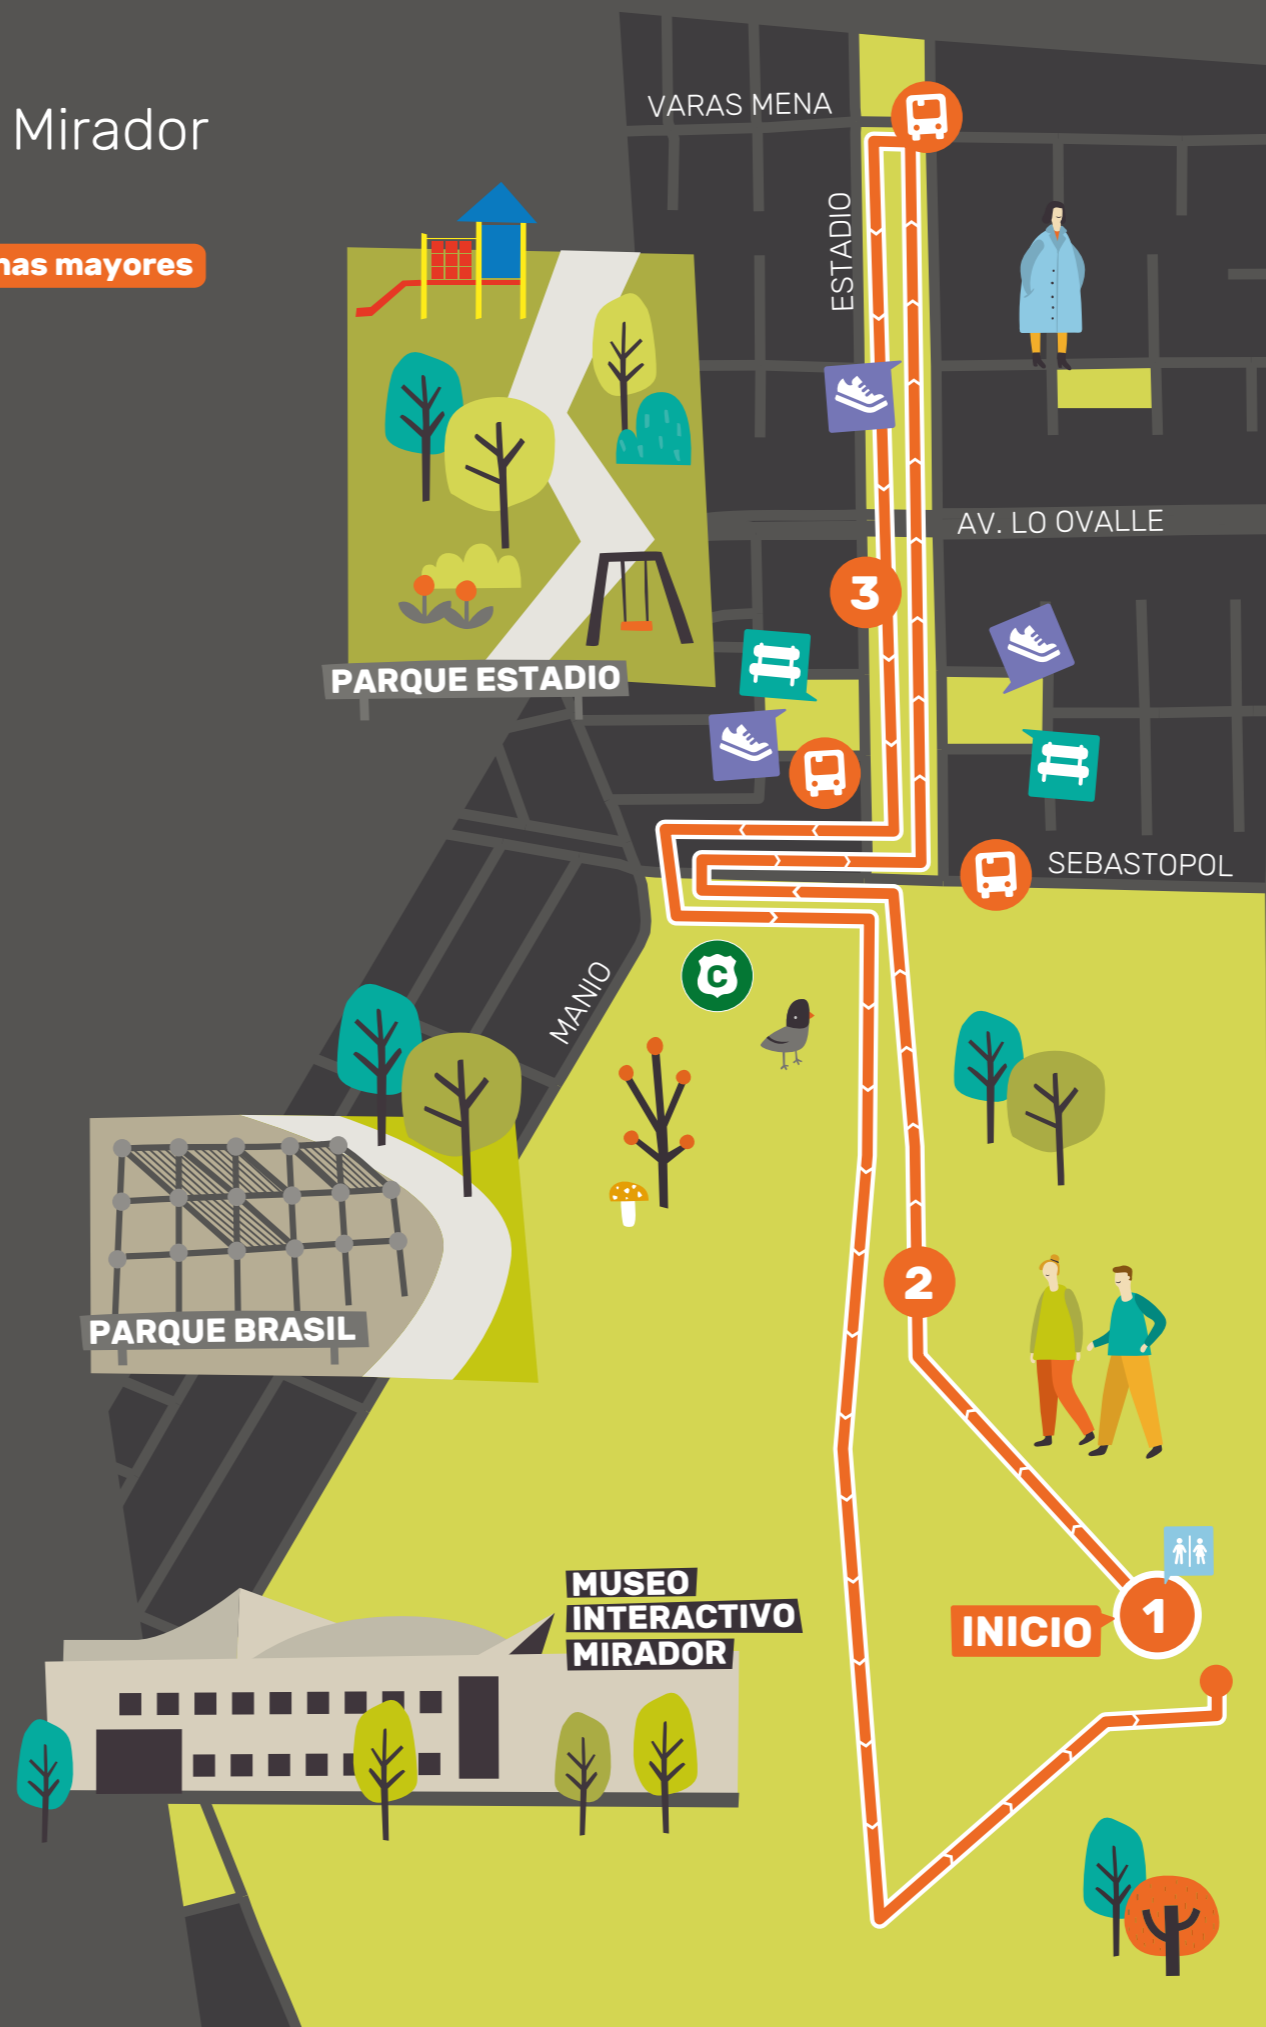 Mirador
nas mayores
VARAS MENA
ESTADIO
AV. LO OVALLE
3
PARQUE ESTADIO
SEBASTOPOL
C
MANIO
2
PARQUE BRASIL
MUSEO
INTERACTIVO
MIRADOR
INICIO
1